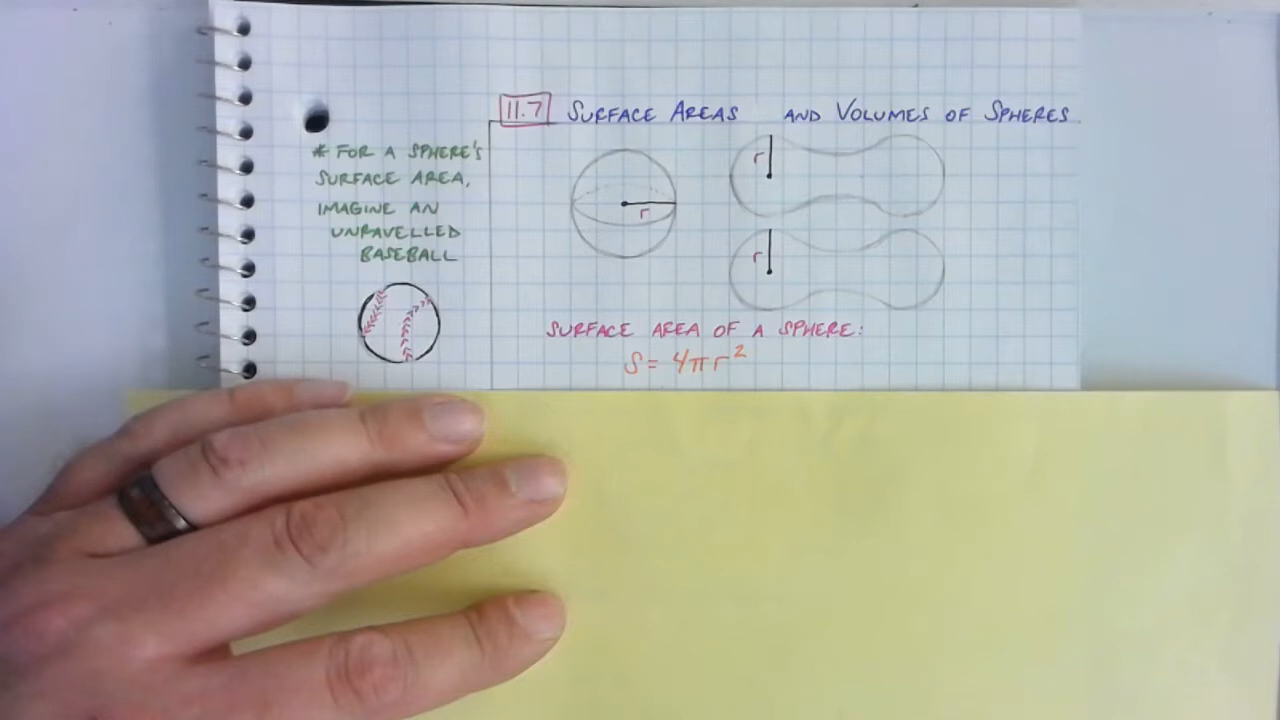 11.7 SURFACE AREAS AND VOLUMES OF SPHERES
* FOR A SPHERE'S
SURFACE AREA,
IMAGINE AN
UNRAVELLED
BASEBALL
r
r
r
SURFACE AREA OF A SPHERE:
S = 4πr²